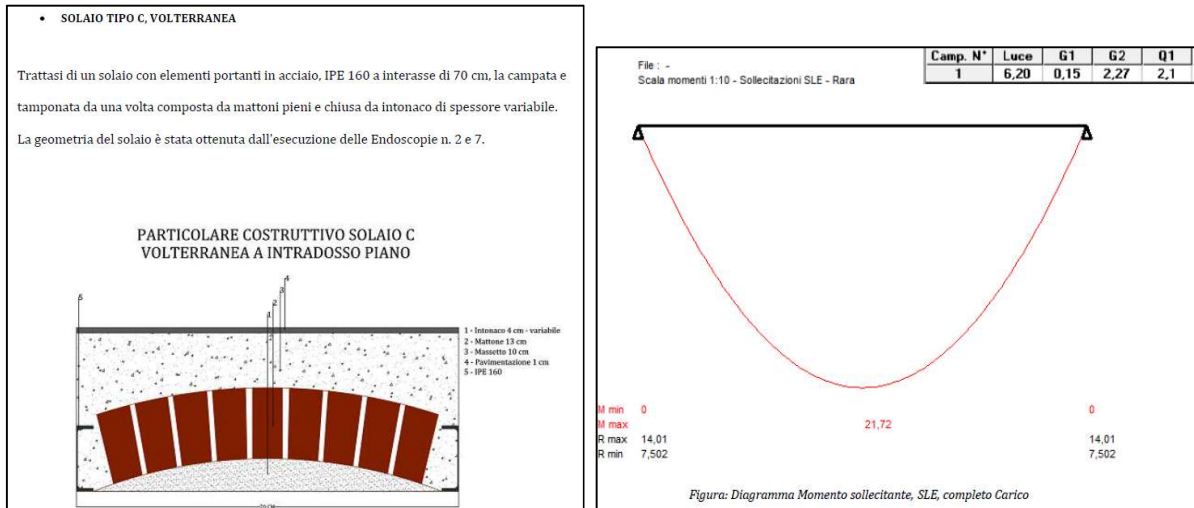 • SOLAIO TIPO C, VOLTERRANEA
Trattasi di un solaio con elementi portanti in acciaio, IPE 160 a interasse di 70 cm, la campata e
tamponata da una volta composta da mattoni pieni e chiusa da intonaco di spessore variabile.
La geometria del solaio è stata ottenuta dall'esecuzione delle Endoscopie n. 2 e 7.
PARTICOLARE COSTRUTTIVO SOLAIO C
VOLTERRANEA A INTRADOSSO PIANO
4
5
3
2
1
1 - Intonaco 4 cm - variabile
2 - Mattone 13 cm
3 - Massetto 10 cm
4 - Pavimentazione 1 cm
5 - IPE 160
70 CM
File : -
Scala momenti 1:10 - Sollecitazioni SLE - Rara
Camp. N° Luce G1 G2 Q1
1 6,20 0,15 2,27 2,1
M min 0 0
M max 21,72
R max 14,01 14,01
R min 7,502 7,502
Figura: Diagramma Momento sollecitante, SLE, completo Carico